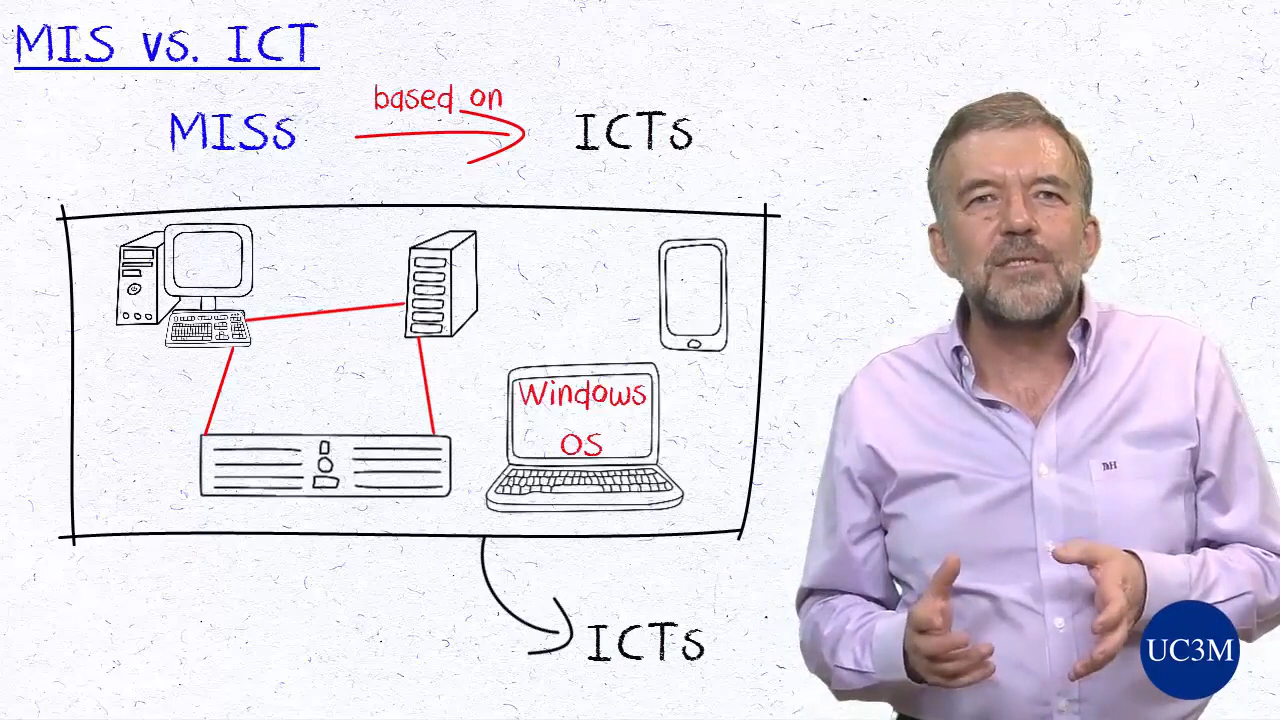 MIS vs. ICT
MISs
based on
ICTs
Windows
OS
ICTs
UC3M